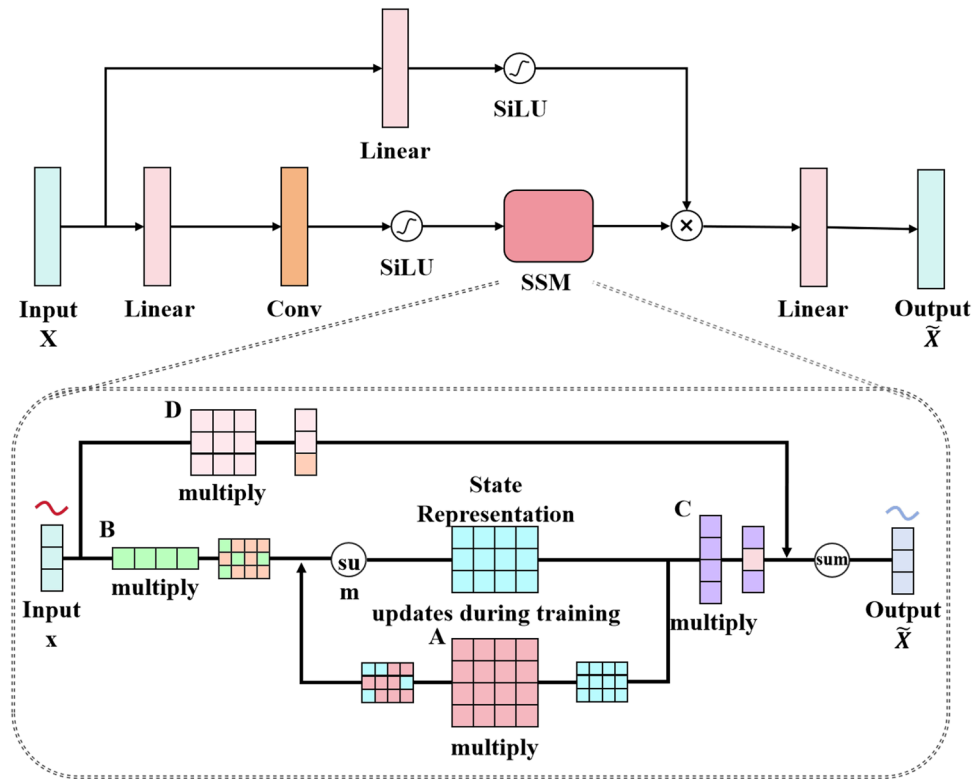 SiLU
Linear
SiLU
SSM
Input
X
Linear
Conv
Linear
Output
X̃
D
multiply
State
Representation
C
B
multiply
su
m
sum
Input
x
updates during training
multiply
Output
X̃
A
multiply